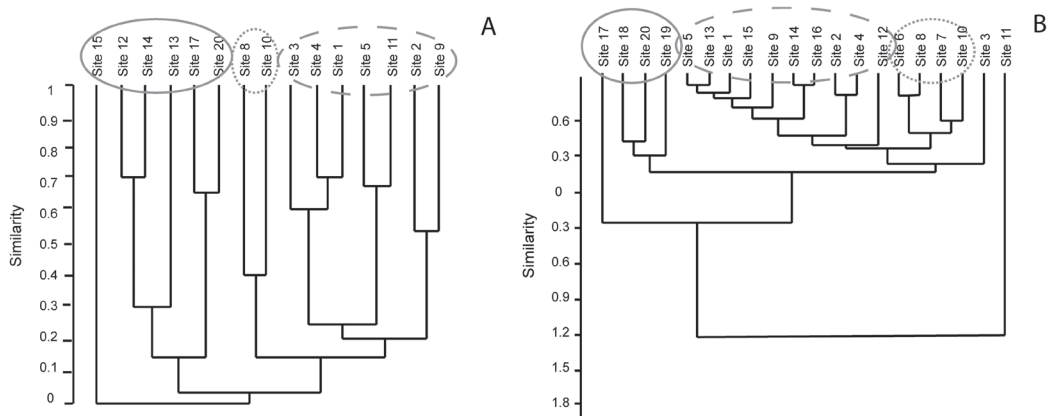 A
Site 15
Site 12
Site 14
Site 13
Site 17
Site 20
Site 8
Site 10
Site 3
Site 4
Site 1
Site 5
Site 11
Site 2
Site 9
1
0.9
0.8
0.7
0.6
0.5
0.4
0.3
0.2
0.1
0
Similarity
B
Site 17
Site 18
Site 20
Site 19
Site 5
Site 13
Site 1
Site 15
Site 9
Site 14
Site 16
Site 2
Site 4
Site 12
Site 6
Site 8
Site 7
Site 10
Site 3
Site 11
0.6
0.3
0
0.3
0.6
0.9
1.2
1.5
1.8
Similarity